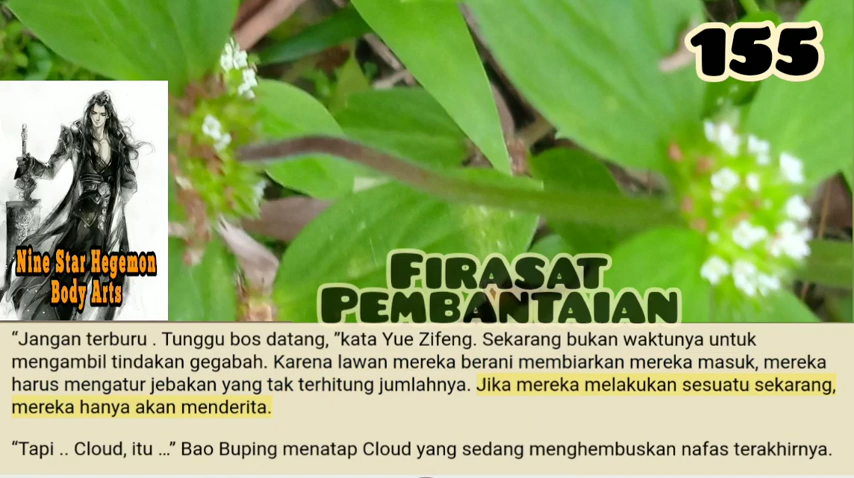 155
Nine Star Hegemon
Body Arts
FIRASAT
PEMBANTAIAN
“Jangan terburu . Tunggu bos datang, ”kata Yue Zifeng. Sekarang bukan waktunya untuk
mengambil tindakan gegabah. Karena lawan mereka berani membiarkan mereka masuk, mereka
harus mengatur jebakan yang tak terhitung jumlahnya. Jika mereka melakukan sesuatu sekarang,
mereka hanya akan menderita.
“Tapi .. Cloud, itu ...” Bao Buping menatap Cloud yang sedang menghembuskan nafas terakhirnya.